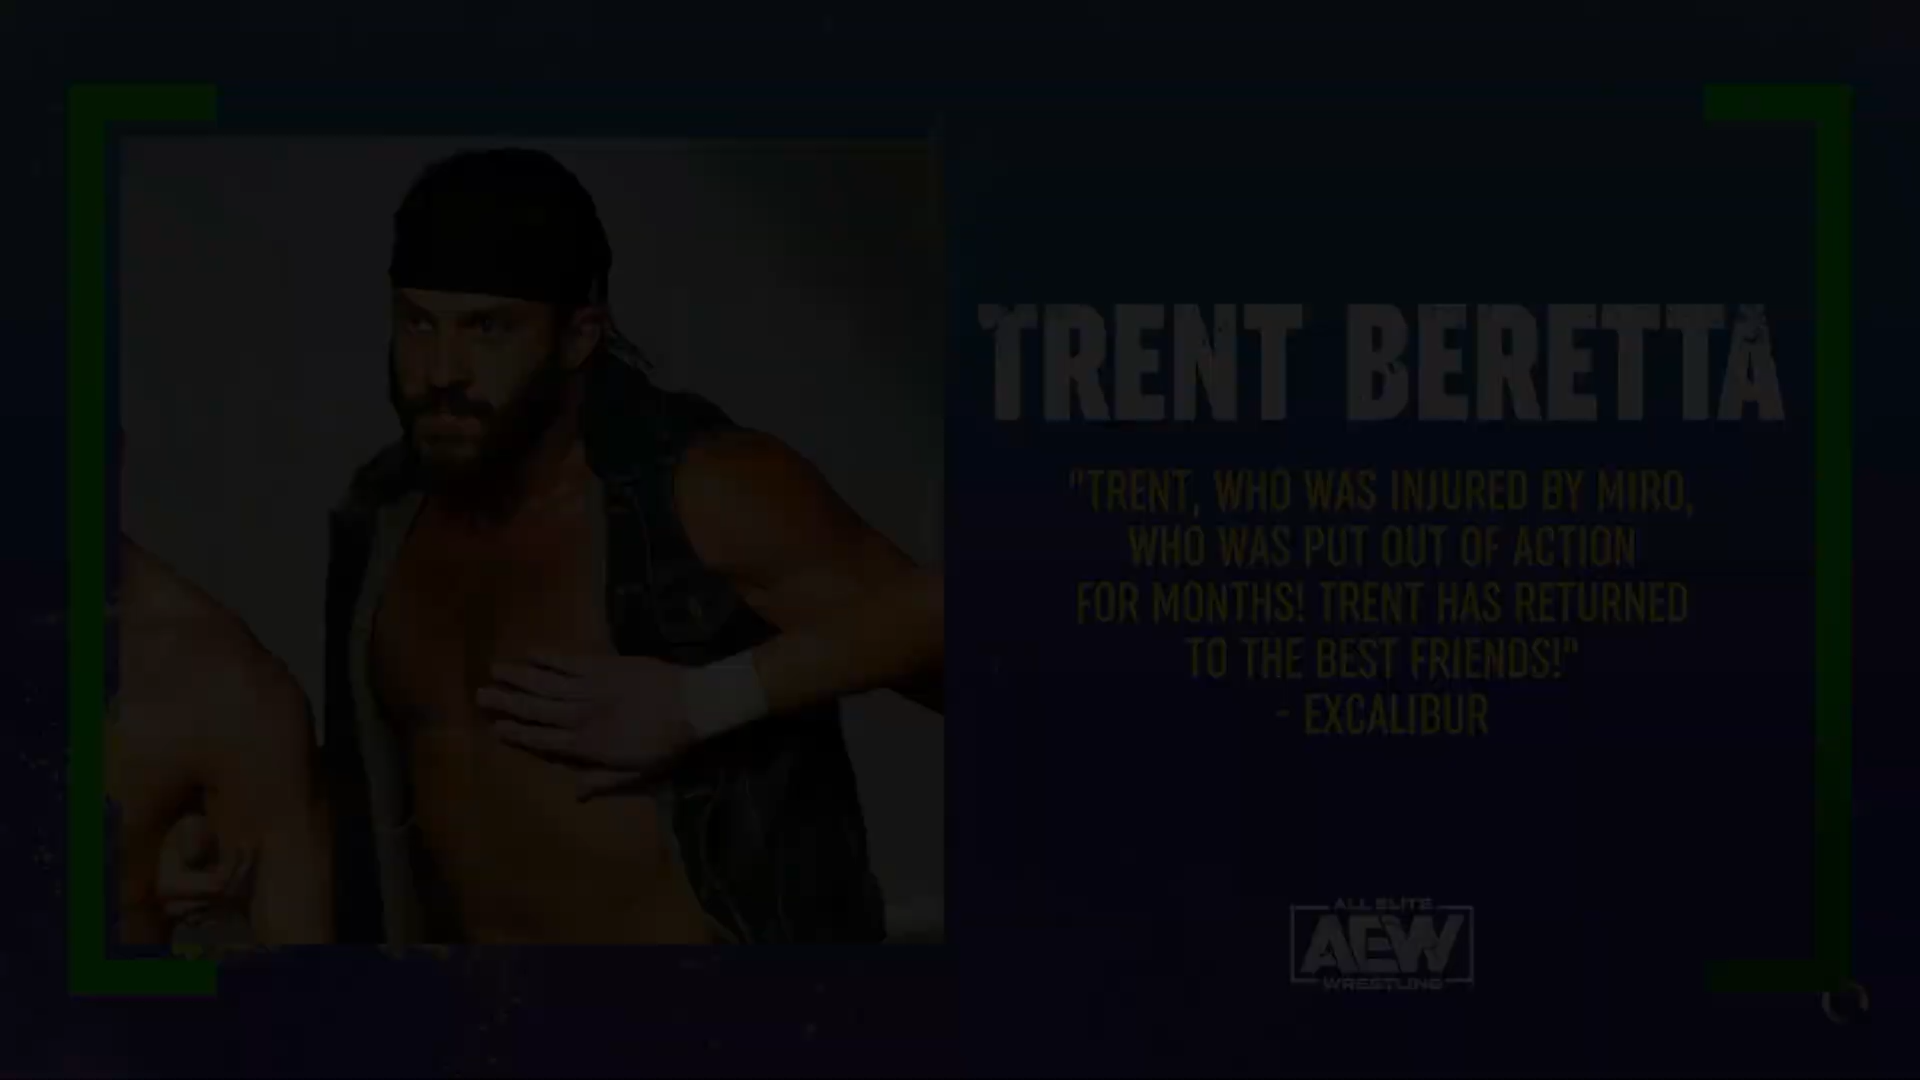 TRENT BERETTA
"TRENT, WHO WAS INJURED BY MIRO,
WHO WAS PUT OUT OF ACTION
FOR MONTHS! TRENT HAS RETURNED
TO THE BEST FRIENDS!"
- EXCALIBUR
ALL ELITE
AEW
WRESTLING